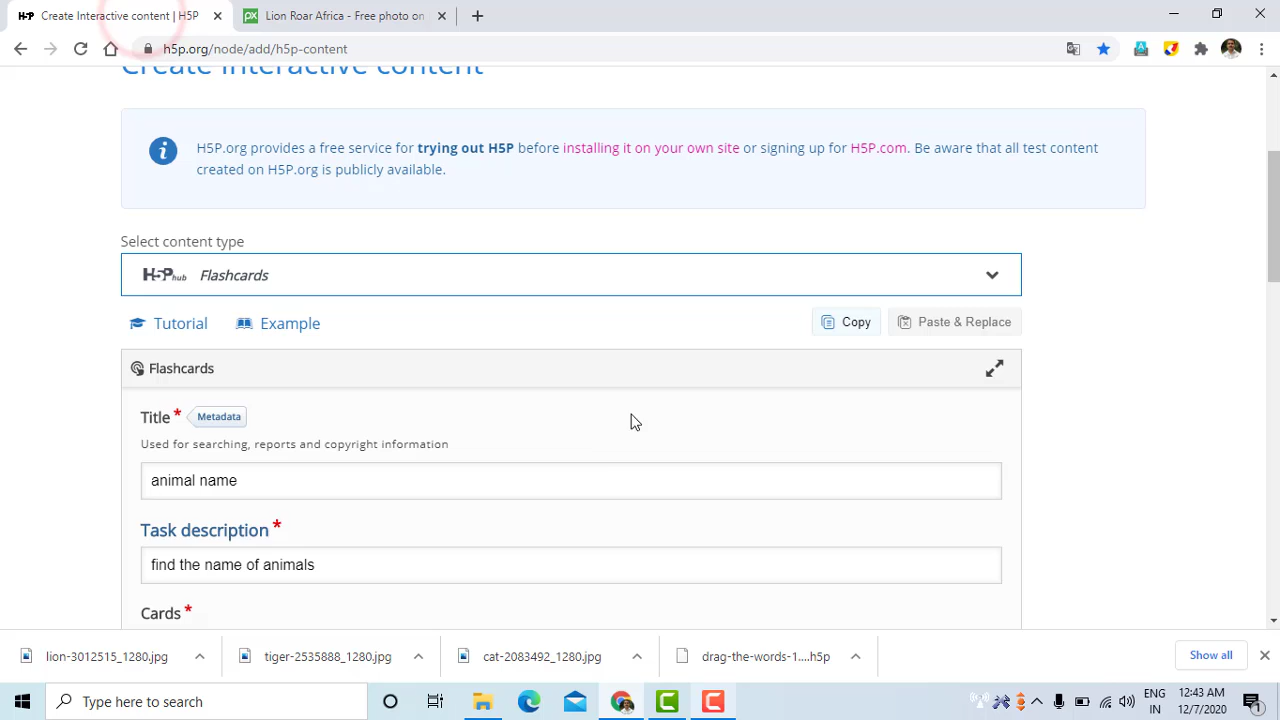 Create Interactive content | H5P
Lion Roar Africa - Free photo on
h5p.org/node/add/h5p-content
Create Interactive content
H5P.org provides a free service for trying out H5P before installing it on your own site or signing up for H5P.com. Be aware that all test content
created on H5P.org is publicly available.
Select content type
H5P hub Flashcards
Tutorial Example Copy Paste & Replace
Flashcards
Title * Metadata
Used for searching, reports and copyright information
animal name
Task description *
find the name of animals
Cards *
lion-3012515_1280.jpg tiger-2535888_1280.jpg cat-2083492_1280.jpg drag-the-words-1....h5p Show all
Type here to search
ENG
IN
12:43 AM
12/7/2020